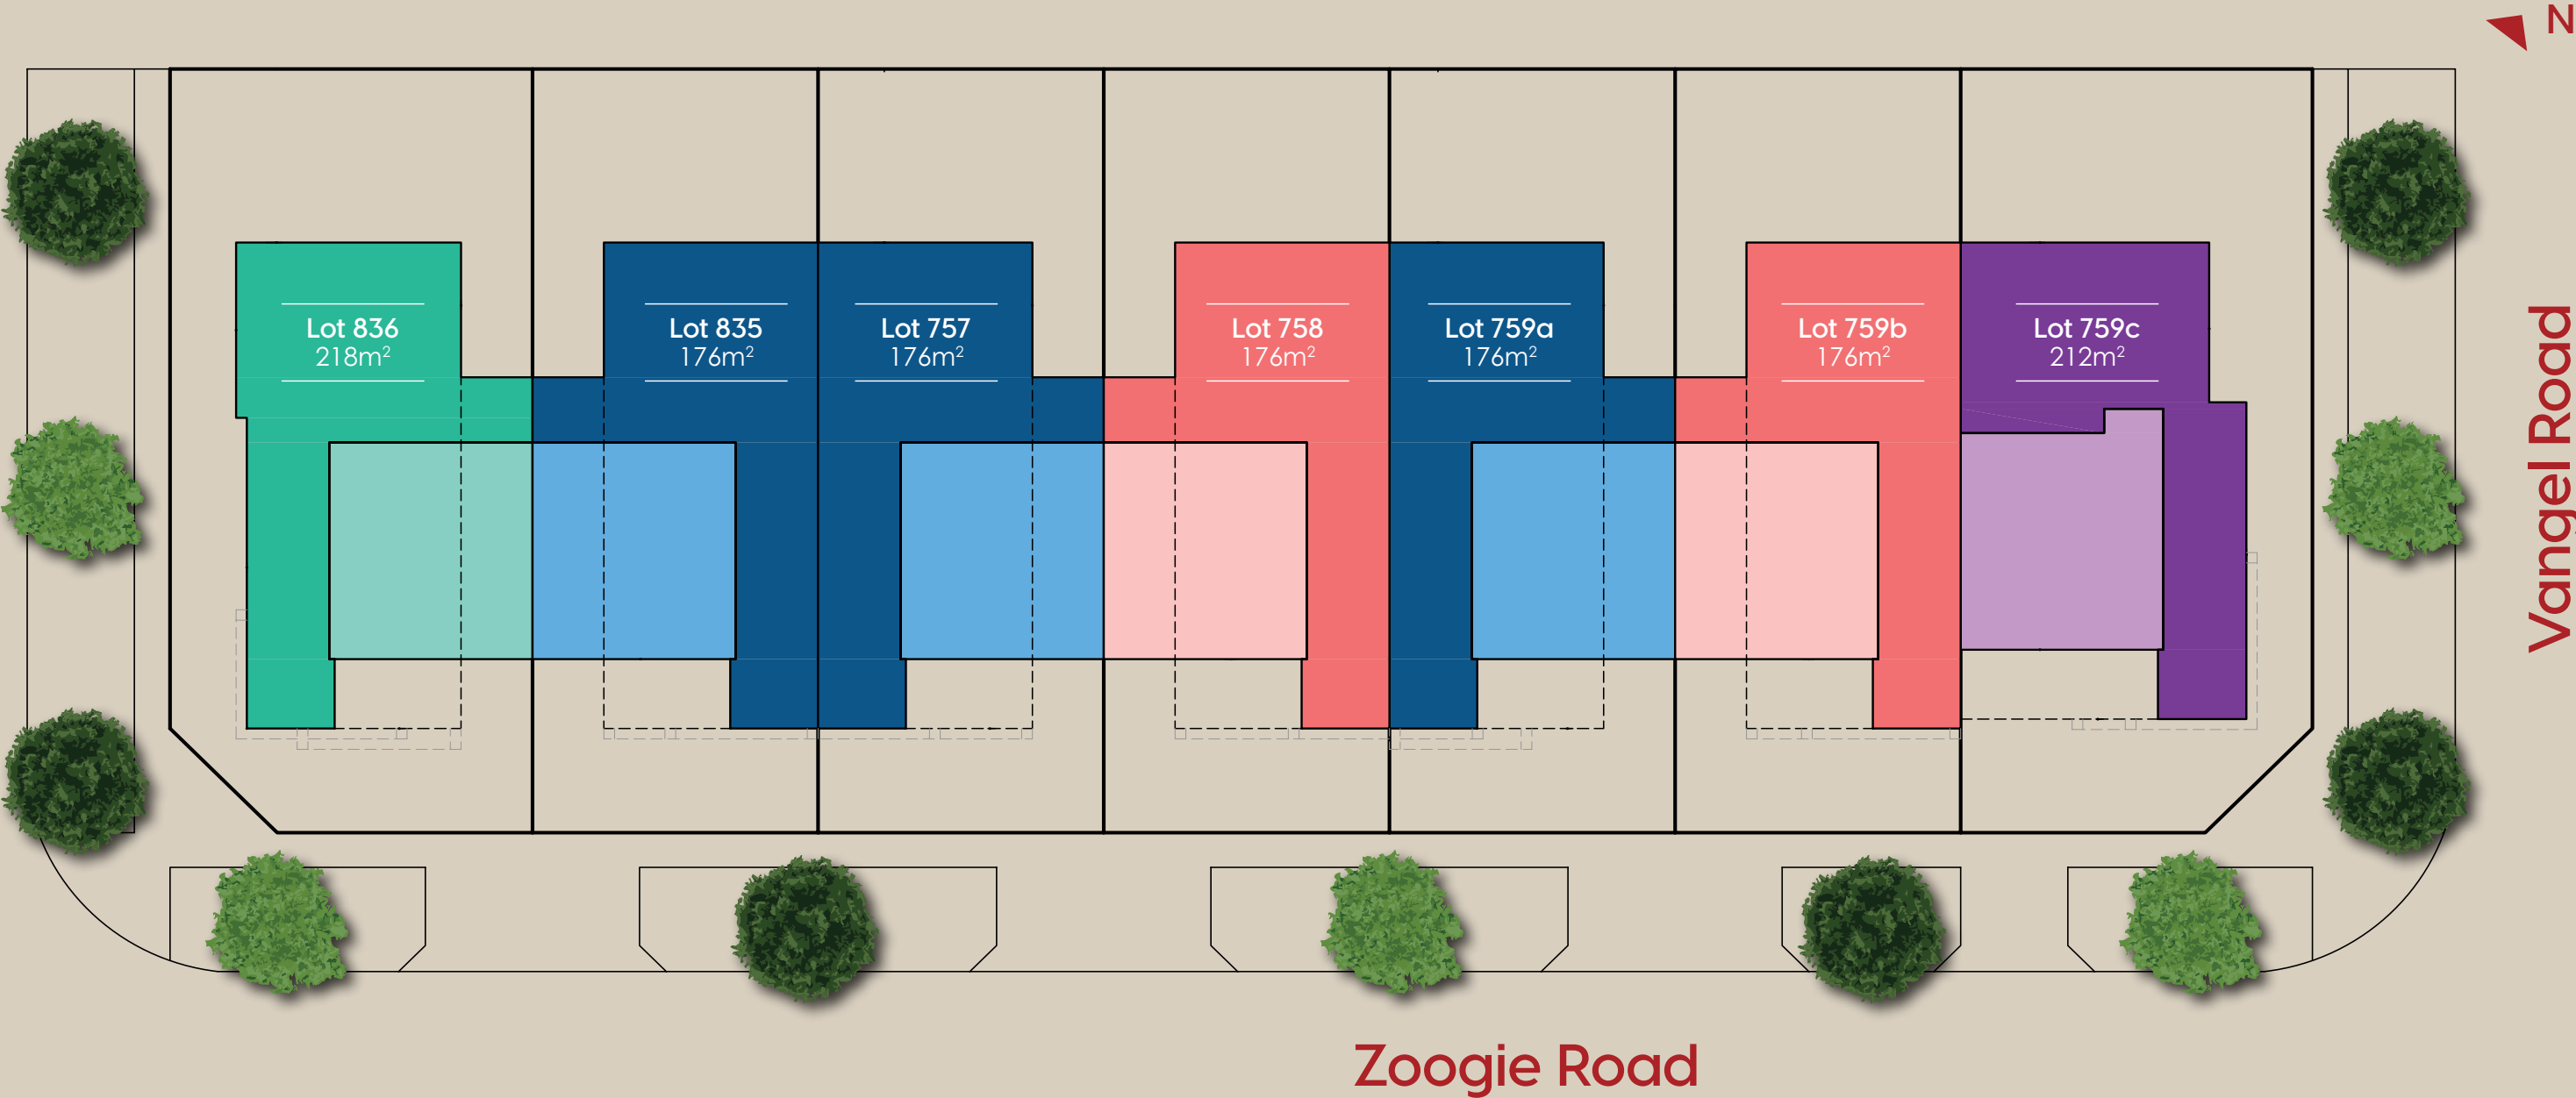 N
Lot 836
218m²
Lot 835
176m²
Lot 757
176m²
Lot 758
176m²
Lot 759a
176m²
Lot 759b
176m²
Lot 759c
212m²
Vangel Road
Zoogie Road